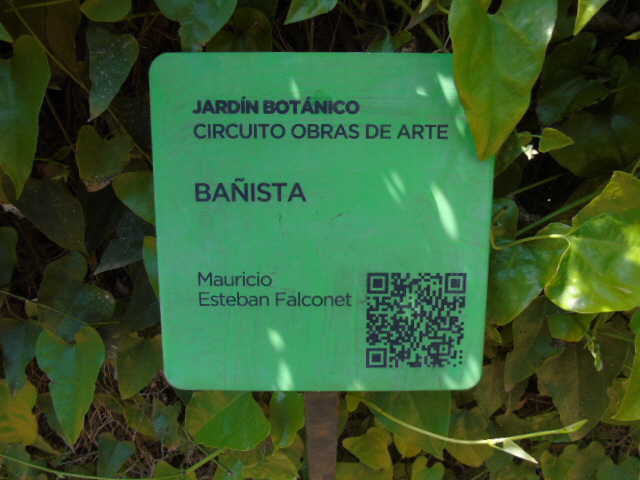 JARDÍN BOTÁNICO
CIRCUITO OBRAS DE ARTE
BAÑISTA
Mauricio
Esteban Falconet